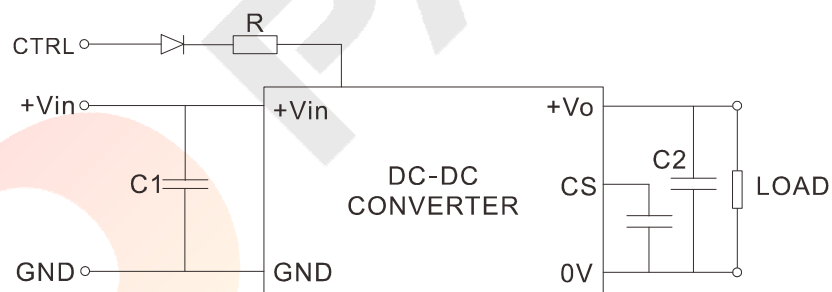 R
CTRL
+Vin
+Vin
+Vo
C1
DC-DC
CONVERTER
CS
C2
LOAD
GND
GND
0V